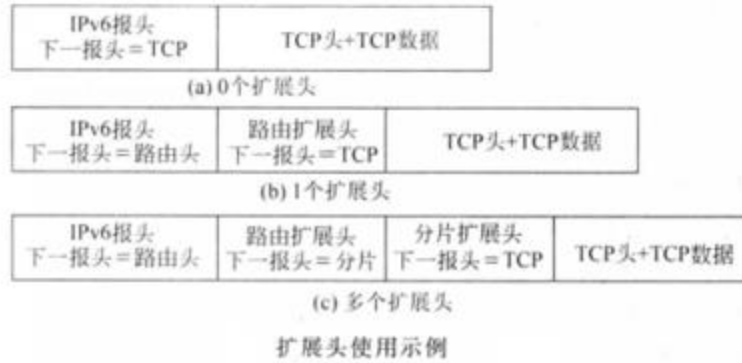 IPv6报头
下一报头=TCP
TCP头+TCP数据
(a) 0个扩展头
IPv6报头
下一报头=路由头
路由扩展头
下一报头=TCP
TCP头+TCP数据
(b) 1个扩展头
IPv6报头
下一报头=路由头
路由扩展头
下一报头=分片
分片扩展头
下一报头=TCP
TCP头+TCP数据
(c) 多个扩展头
扩展头使用示例